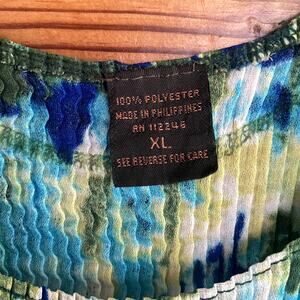 100% POLYESTER
MADE IN PHILIPPINES
RN 112246
XL
SEE REVERSE FOR CARE